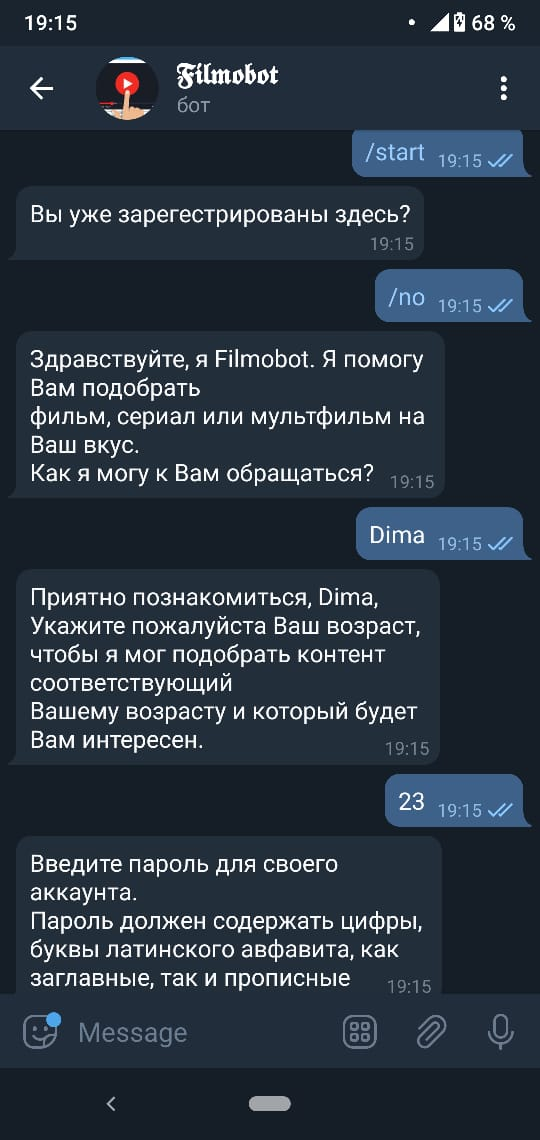 19:15
68 %
Filmobot
бот
/start 19:15
Вы уже зарегестрированы здесь?
19:15
/no 19:15
Здравствуйте, я Filmobot. Я помогу
Вам подобрать
фильм, сериал или мультфильм на
Ваш вкус.
Как я могу к Вам обращаться? 19:15
Dima 19:15
Приятно познакомиться, Dima,
Укажите пожалуйста Ваш возраст,
чтобы я мог подобрать контент
соответствующий
Вашему возрасту и который будет
Вам интересен. 19:15
23 19:15
Введите пароль для своего
аккаунта.
Пароль должен содержать цифры,
буквы латинского авфавита, как
заглавные, так и прописные 19:15
Message